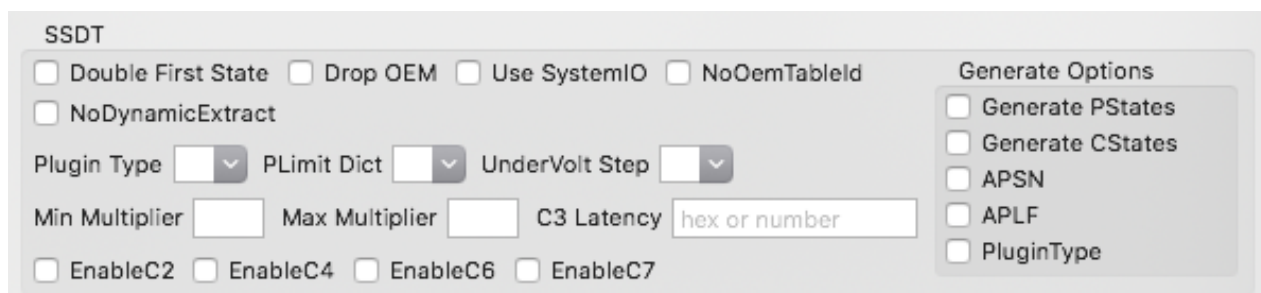 SSDT
Double First State Drop OEM Use SystemIO NoOemTableId
NoDynamicExtract
Plugin Type PLimit Dict UnderVolt Step
Min Multiplier Max Multiplier C3 Latency hex or number
EnableC2 EnableC4 EnableC6 EnableC7
Generate Options
Generate PStates
Generate CStates
APSN
APLF
PluginType